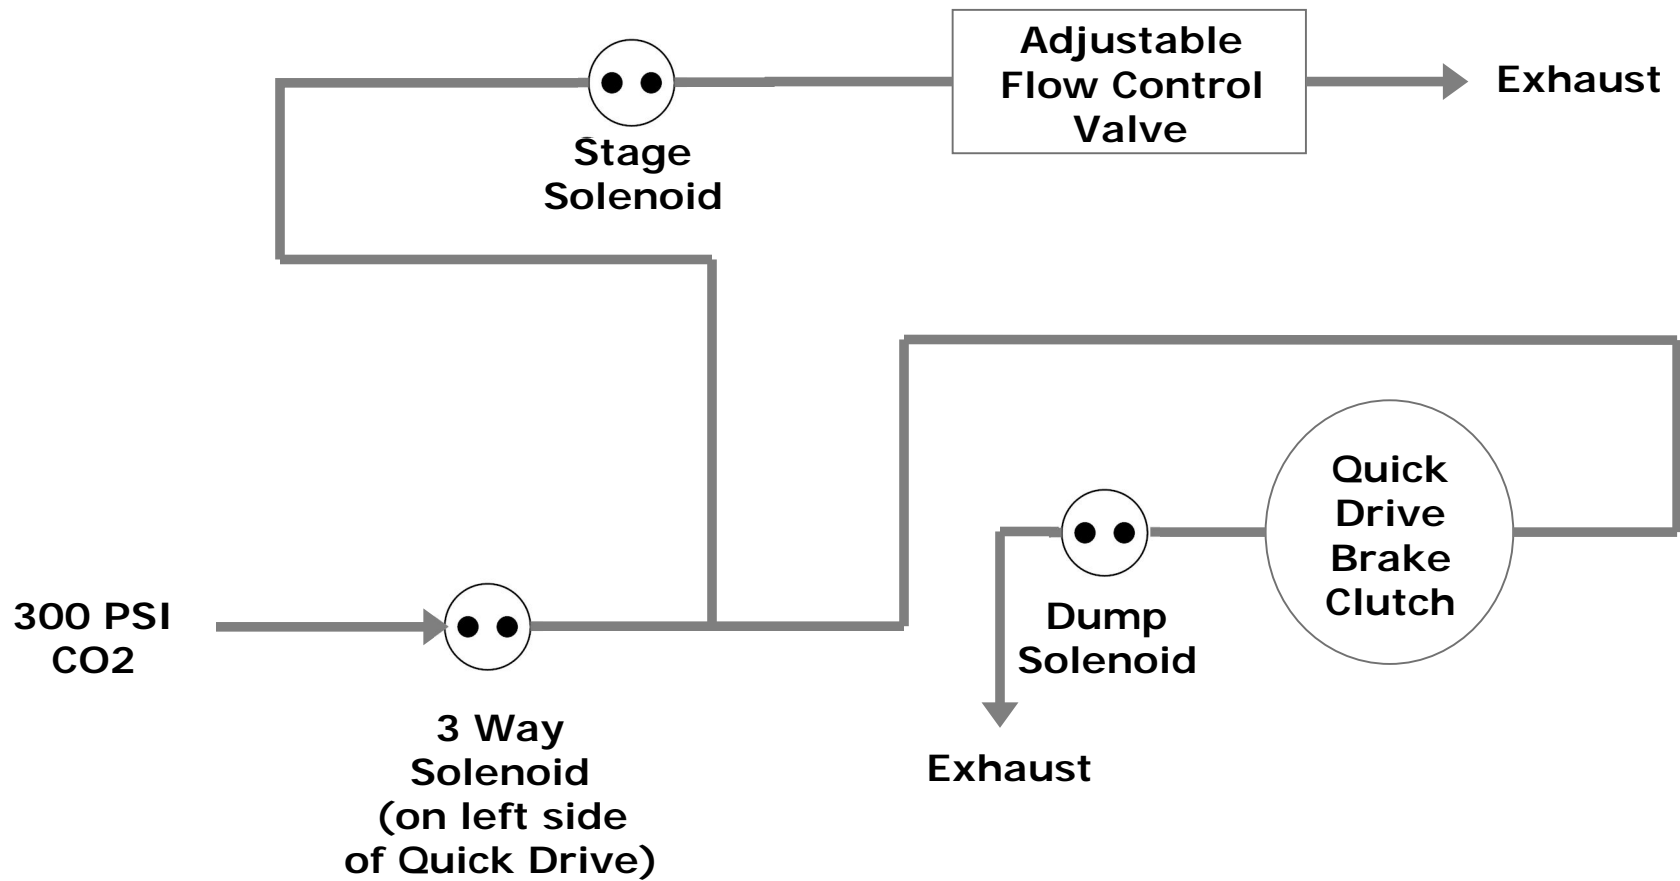 Adjustable
Flow Control
Valve
Exhaust
Stage
Solenoid
Quick
Drive
Brake
Clutch
300 PSI
CO2
Dump
Solenoid
3 Way
Solenoid
(on left side
of Quick Drive)
Exhaust